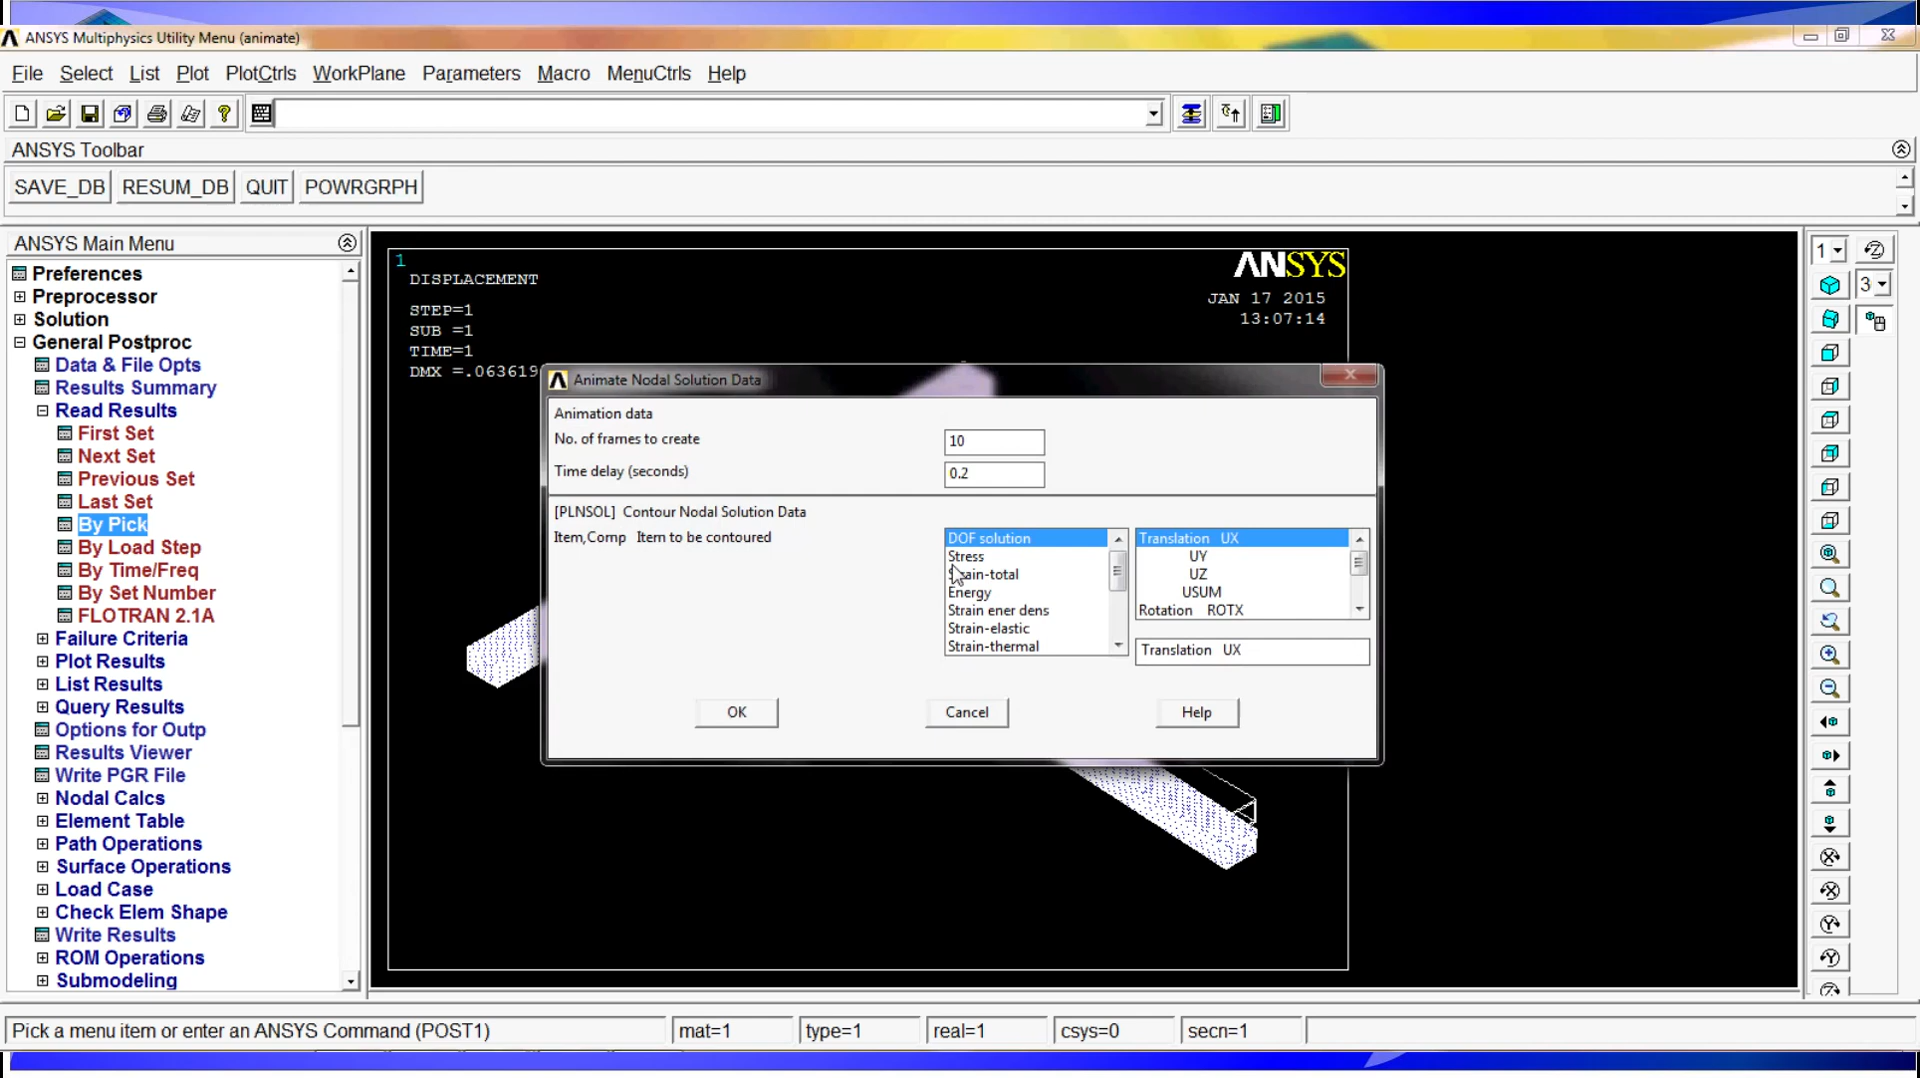 ANSYS Multiphysics Utility Menu (animate)
File Select List Plot PlotCtrls WorkPlane Parameters Macro MenuCtrls Help
ANSYS Toolbar
SAVE_DB RESUM_DB QUIT POWRGRPH
ANSYS Main Menu
Preferences
Preprocessor
Solution
General Postproc
Data & File Opts
Results Summary
Read Results
First Set
Next Set
Previous Set
Last Set
By Pick
By Load Step
By Time/Freq
By Set Number
FLOTRAN 2.1A
Failure Criteria
Plot Results
List Results
Query Results
Options for Outp
Results Viewer
Write PGR File
Nodal Calcs
Element Table
Path Operations
Surface Operations
Load Case
Check Elem Shape
Write Results
ROM Operations
Submodeling
1
DISPLACEMENT
STEP=1
SUB =1
TIME=1
DMX =.063619
ANSYS
JAN 17 2015
13:07:14
Animate Nodal Solution Data
Animation data
No. of frames to create 10
Time delay (seconds) 0.2
[PLNSOL] Contour Nodal Solution Data
Item,Comp Item to be contoured
DOF solution
Stress
Strain-total
Energy
Strain ener dens
Strain-elastic
Strain-thermal
Translation UX
UY
UZ
USUM
Rotation ROTX
Translation UX
OK Cancel Help
1
3
Pick a menu item or enter an ANSYS Command (POST1) mat=1 type=1 real=1 csys=0 secn=1